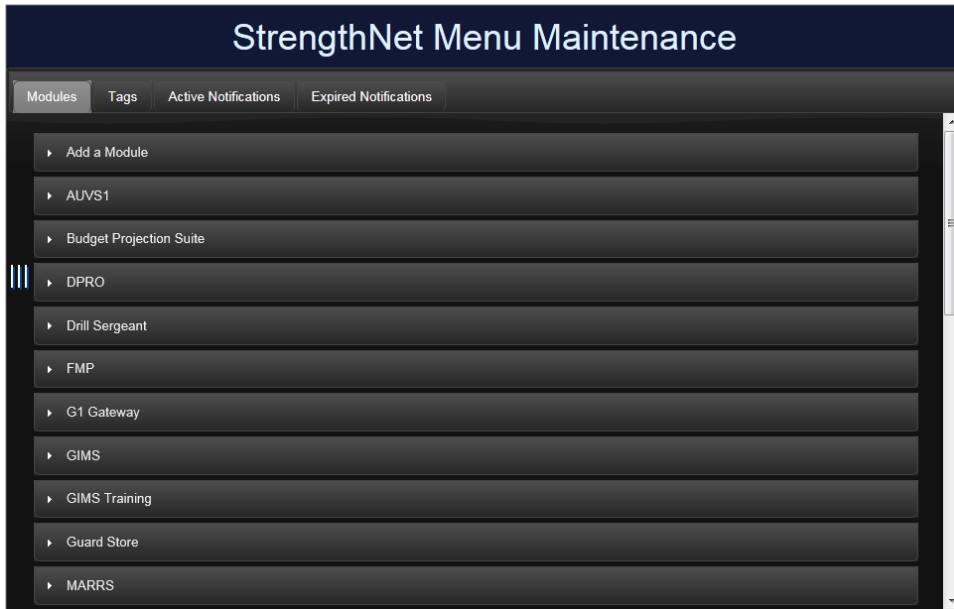 StrengthNet Menu Maintenance
Modules Tags Active Notifications Expired Notifications
Add a Module
AUVS1
Budget Projection Suite
DPRO
Drill Sergeant
FMP
G1 Gateway
GIMS
GIMS Training
Guard Store
MARRS